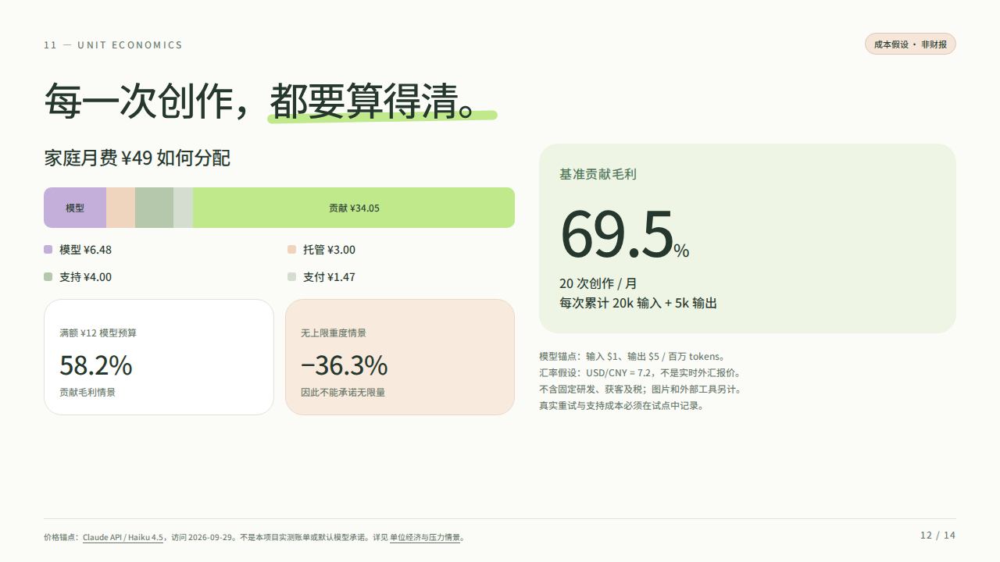 11 — UNIT ECONOMICS
成本假设 · 非财报
每一次创作，都要算得清。
家庭月费 ¥49 如何分配
模型
贡献 ¥34.05
模型 ¥6.48
托管 ¥3.00
支持 ¥4.00
支付 ¥1.47
满额 ¥12 模型预算
58.2%
贡献毛利情景
无上限重度情景
−36.3%
因此不能承诺无限量
基准贡献毛利
69.5%
20 次创作 / 月
每次累计 20k 输入 + 5k 输出
模型锚点：输入 $1、输出 $5 / 百万 tokens。
汇率假设：USD/CNY = 7.2，不是实时外汇报价。
不含固定研发、获客及税；图片和外部工具另计。
真实重试与支持成本必须在试点中记录。
价格锚点：Claude API / Haiku 4.5，访问 2026-09-29。不是本项目实测账单或默认模型承诺。详见 单位经济与压力情景。
12 / 14